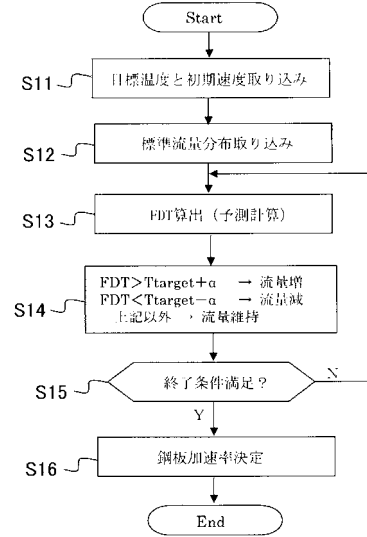 Start
S11
目標温度と初期速度取り込み
S12
標準流量分布取り込み
S13
FDT算出（予測計算）
S14
FDT＞Ttarget+α → 流量増
FDT＜Ttarget−α → 流量減
上記以外 → 流量維持
S15
終了条件満足？
N
Y
S16
鋼板加速率決定
End